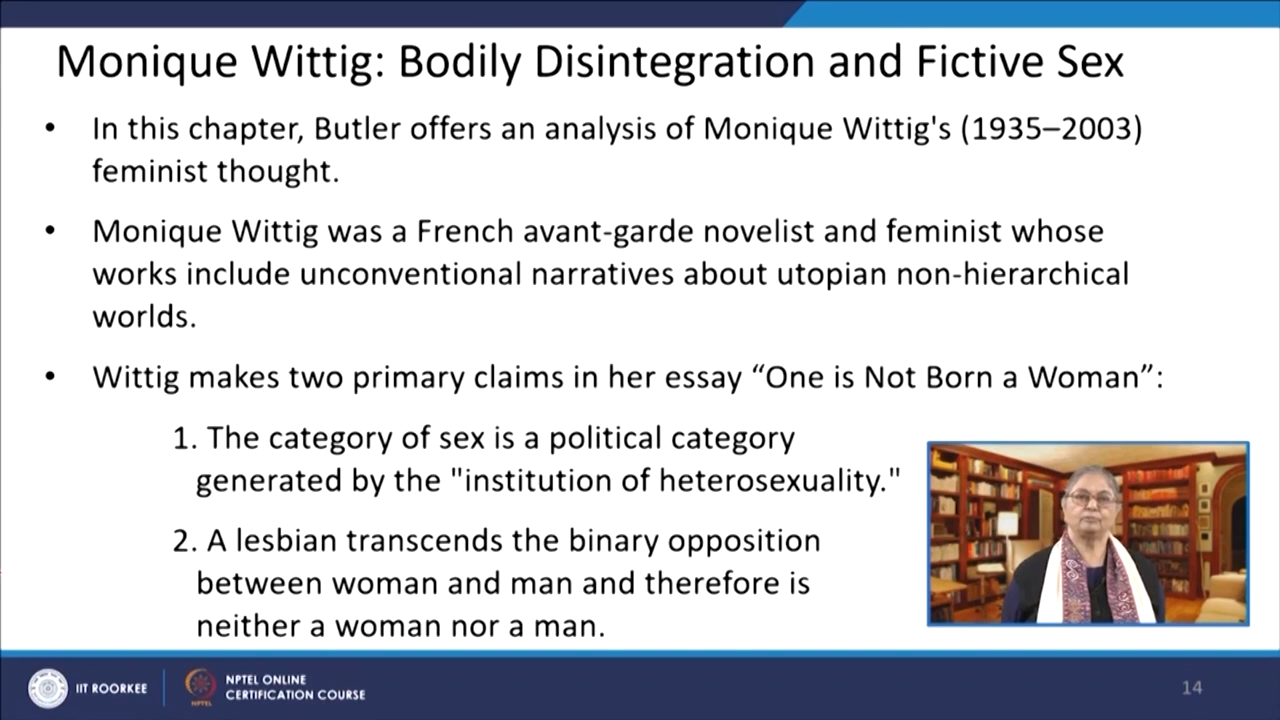 Monique Wittig: Bodily Disintegration and Fictive Sex
• In this chapter, Butler offers an analysis of Monique Wittig's (1935–2003)
feminist thought.
• Monique Wittig was a French avant-garde novelist and feminist whose
works include unconventional narratives about utopian non-hierarchical
worlds.
• Wittig makes two primary claims in her essay “One is Not Born a Woman”:
1. The category of sex is a political category
generated by the "institution of heterosexuality."
2. A lesbian transcends the binary opposition
between woman and man and therefore is
neither a woman nor a man.
IIT ROORKEE
NPTEL
NPTEL ONLINE
CERTIFICATION COURSE
14